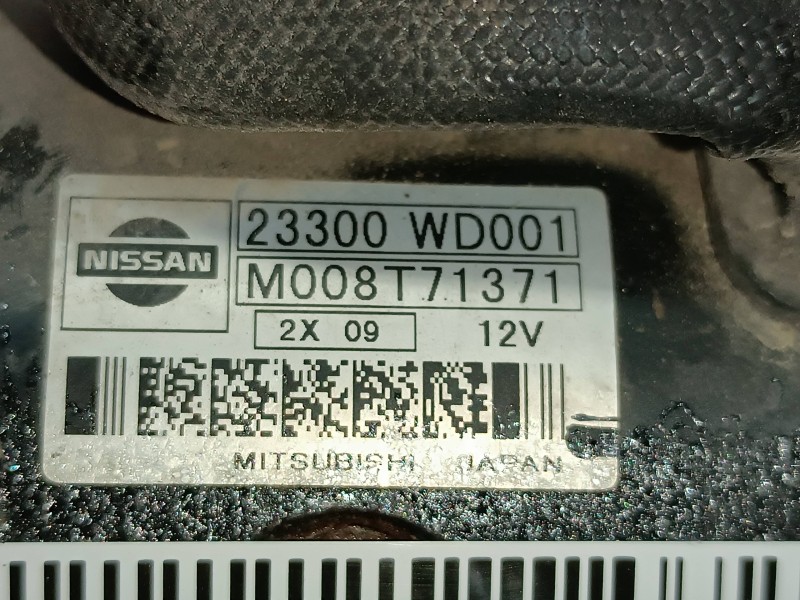 NISSAN
23300 WD001
M008T71371
2X 09
12V
MITSUBISHI JAPAN